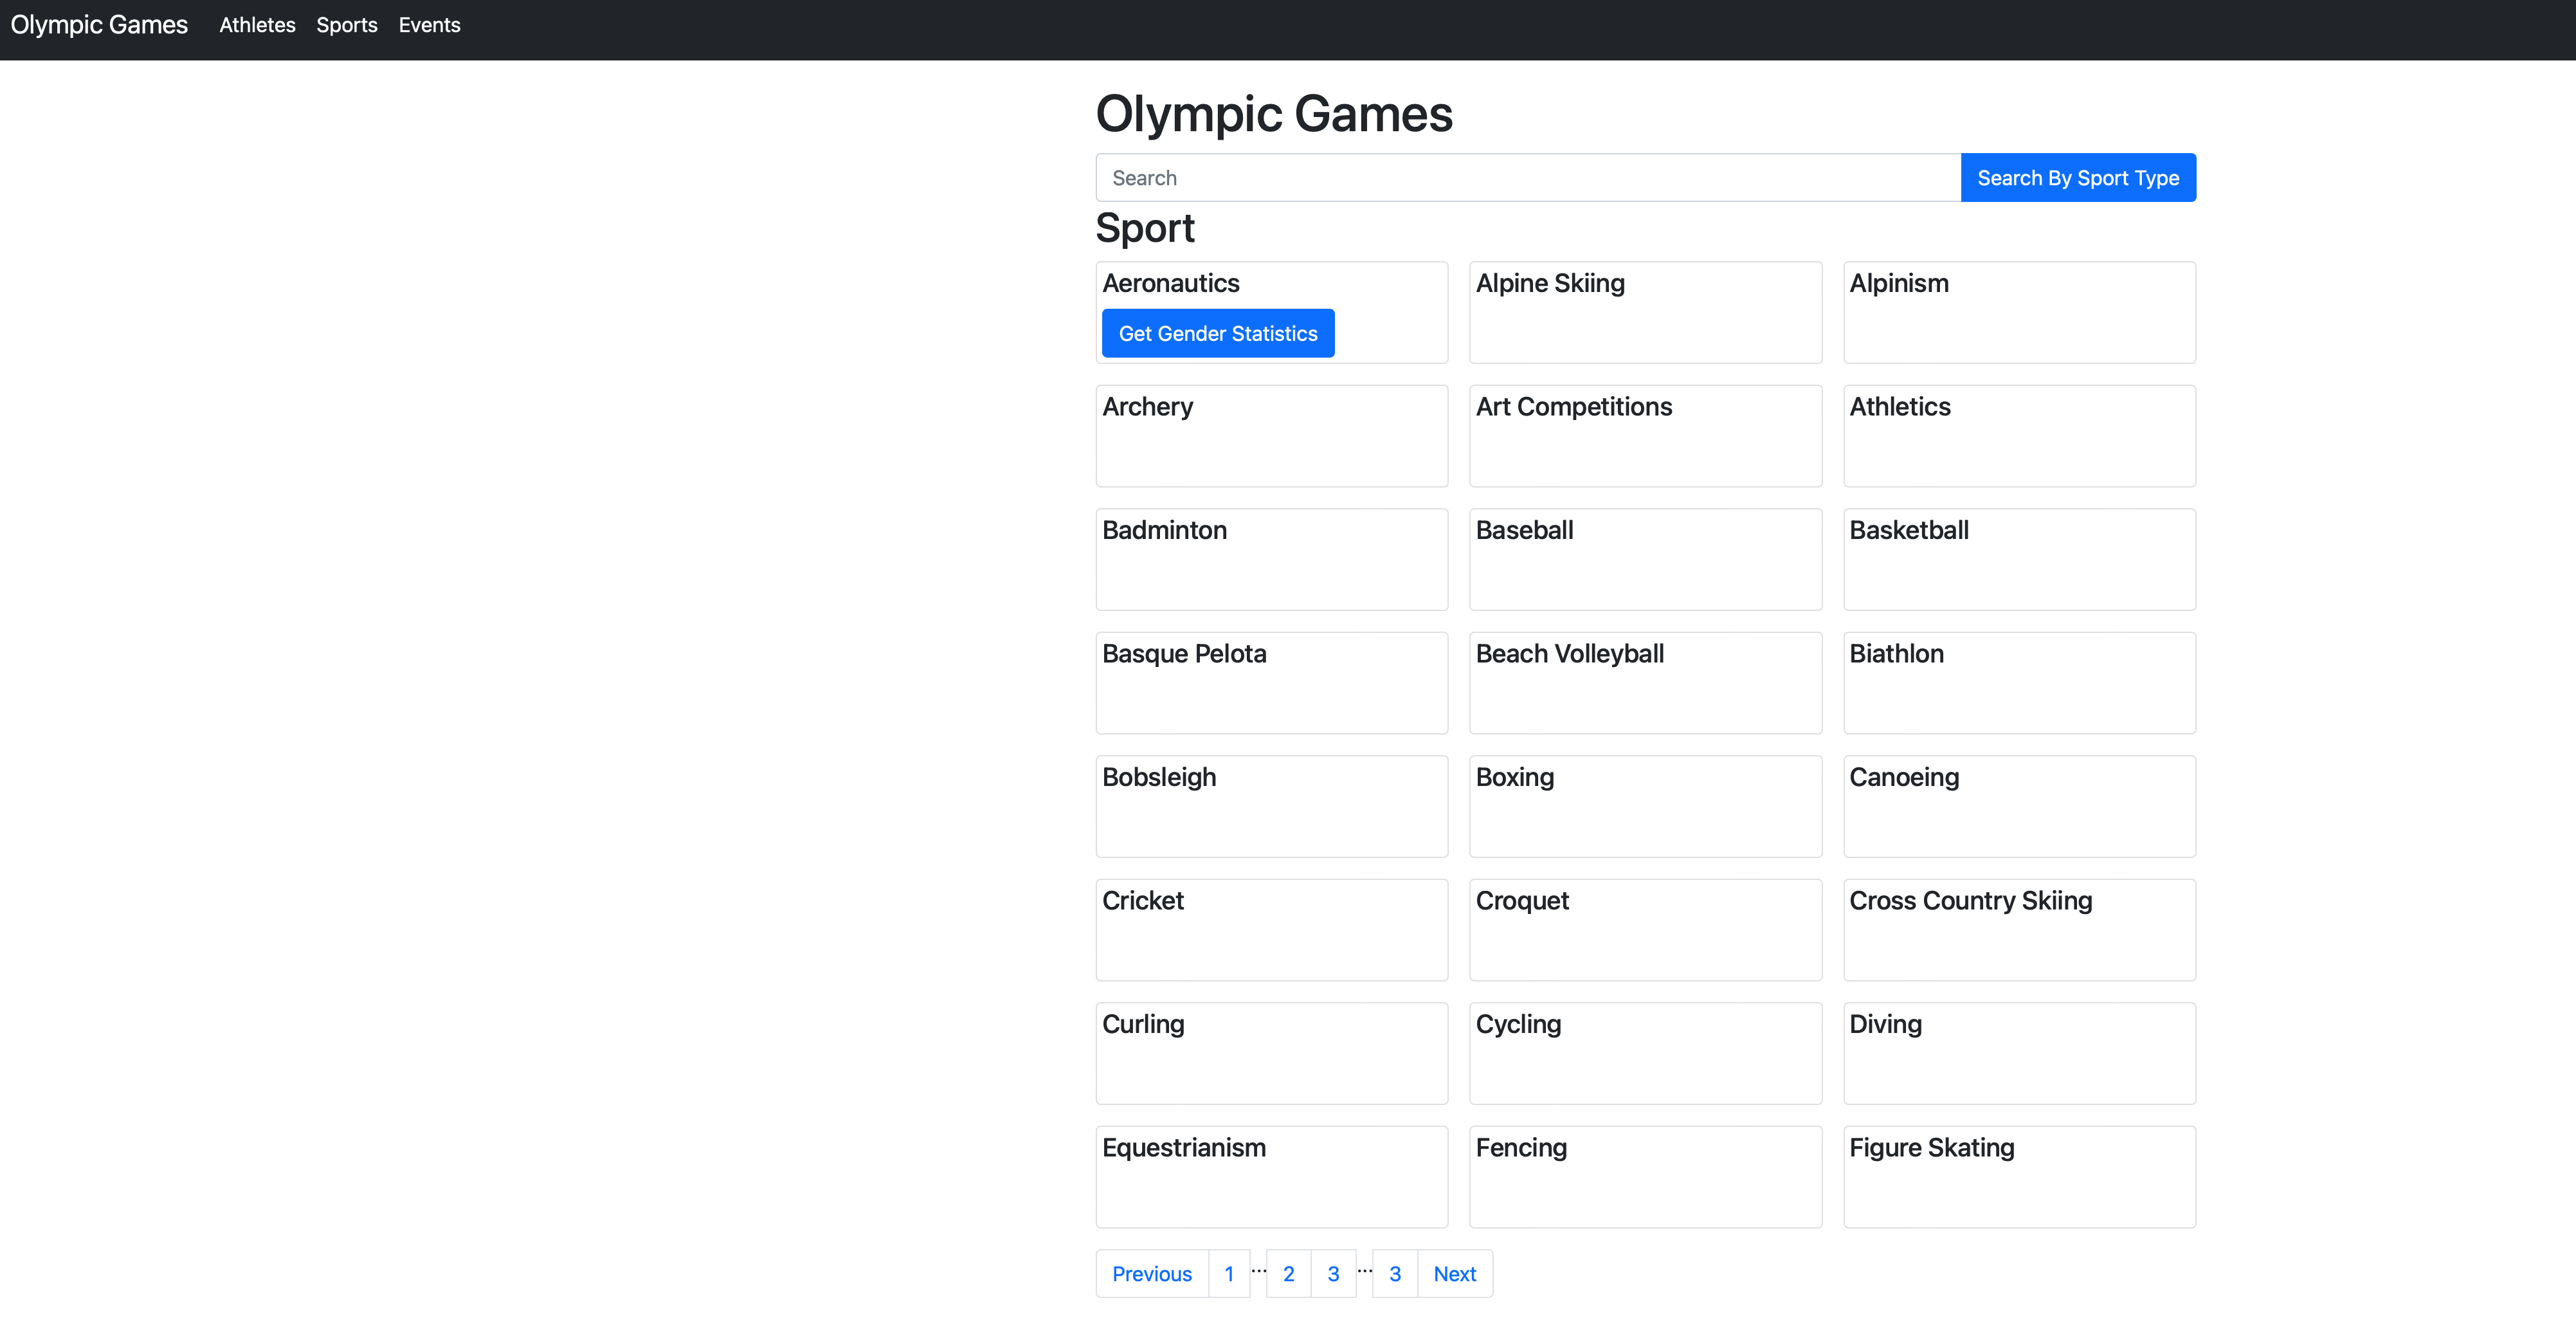 Olympic Games Athletes Sports Events
Olympic Games
Search Search By Sport Type
Sport
Aeronautics Alpine Skiing Alpinism
Get Gender Statistics
Archery Art Competitions Athletics
Badminton Baseball Basketball
Basque Pelota Beach Volleyball Biathlon
Bobsleigh Boxing Canoeing
Cricket Croquet Cross Country Skiing
Curling Cycling Diving
Equestrianism Fencing Figure Skating
Previous 1 ... 2 3 ... 3 Next